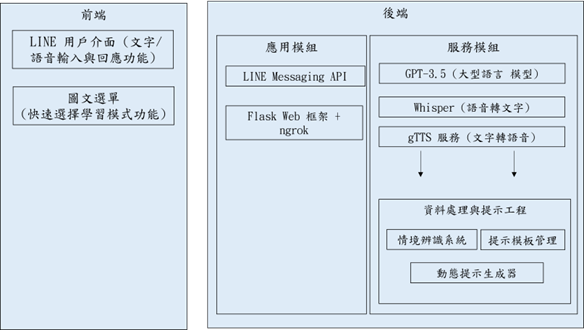 前端
LINE 用戶介面 (文字/
語音輸入與回應功能)
圖文選單
(快速選擇學習模式功能)
後端
應用模組
LINE Messaging API
Flask Web 框架 +
ngrok
服務模組
GPT-3.5 (大型語言 模型)
Whisper (語音轉文字)
gTTS 服務 (文字轉語音)
資料處理與提示工程
情境辨識系統
提示模板管理
動態提示生成器